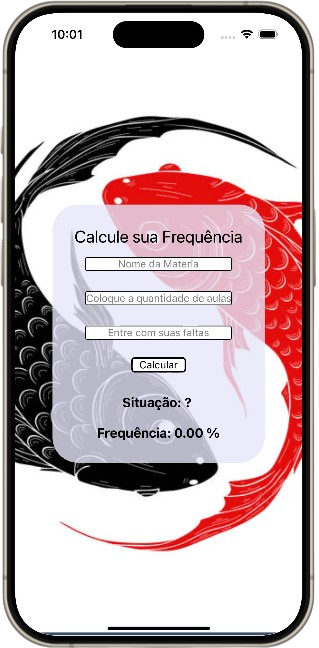 10:01
Calcule sua Frequência
Nome da Materia
Coloque a quantidade de aulas
Entre com suas faltas
Calcular
Situação: ?
Frequência: 0.00 %